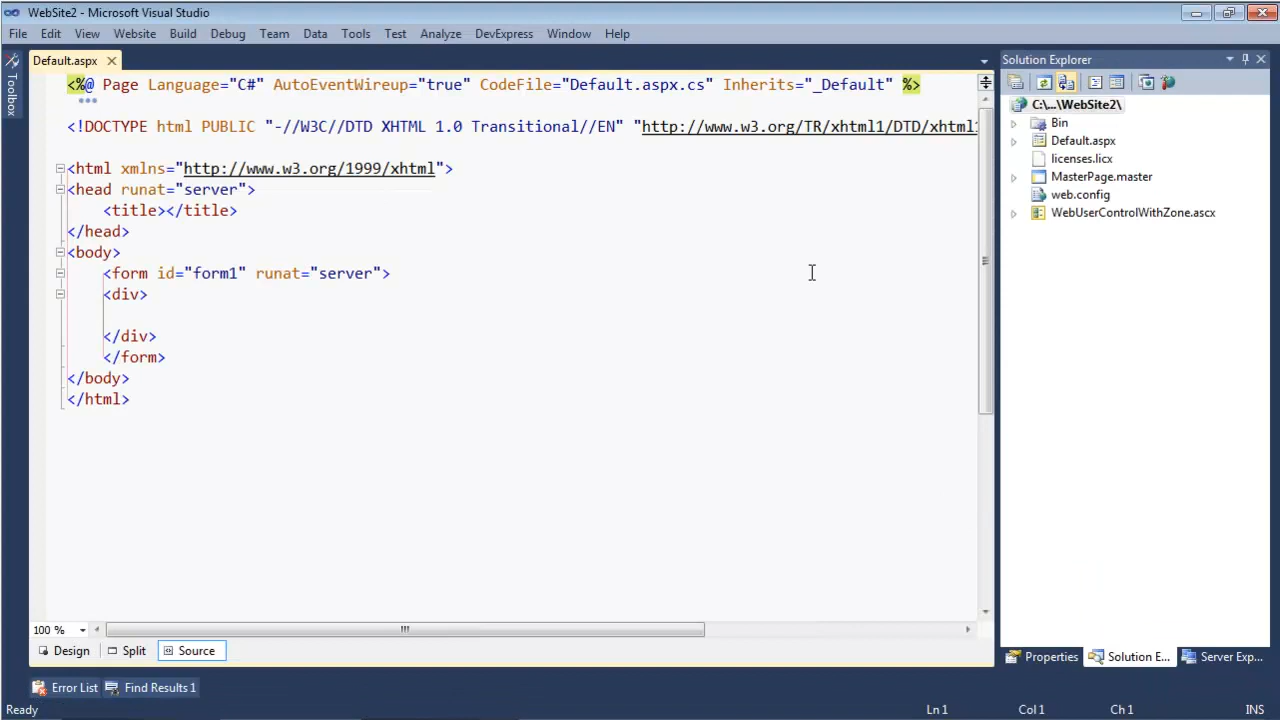 WebSite2 - Microsoft Visual Studio
File Edit View Website Build Debug Team Data Tools Test Analyze DevExpress Window Help
Toolbox
Default.aspx
<%@ Page Language="C#" AutoEventWireup="true" CodeFile="Default.aspx.cs" Inherits="_Default" %>
<!DOCTYPE html PUBLIC "-//W3C//DTD XHTML 1.0 Transitional//EN" "http://www.w3.org/TR/xhtml1/DTD/xhtml1
<html xmlns="http://www.w3.org/1999/xhtml">
<head runat="server">
<title></title>
</head>
<body>
<form id="form1" runat="server">
<div>
</div>
</form>
</body>
</html>
100 %
Design Split Source
Solution Explorer
C:\...\WebSite2\
Bin
Default.aspx
licenses.licx
MasterPage.master
web.config
WebUserControlWithZone.ascx
Properties Solution E... Server Exp...
Error List Find Results 1
Ready Ln 1 Col 1 Ch 1 INS